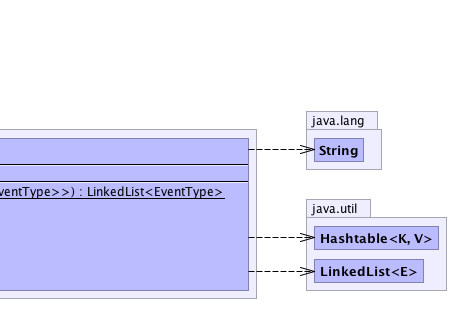 java.lang
String
ventType>>) : LinkedList<EventType>
java.util
Hashtable<K, V>
LinkedList<E>